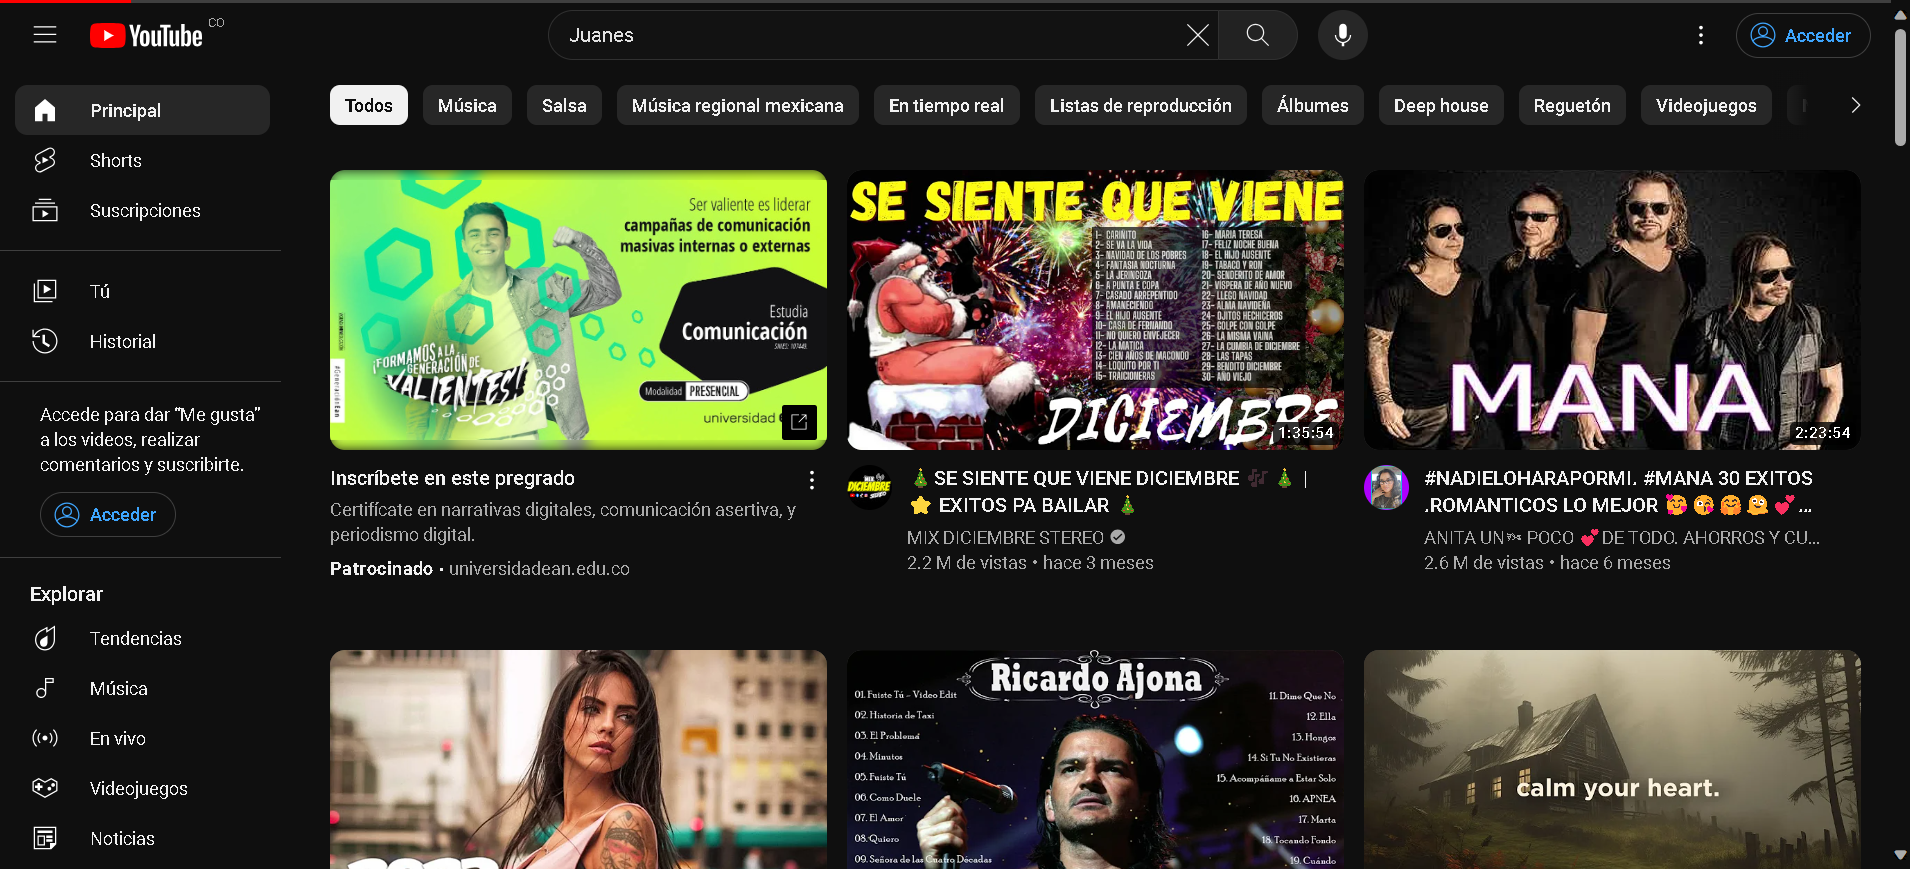 YouTube CO
Juanes
Acceder
Principal
Shorts
Suscripciones
Tú
Historial
Accede para dar “Me gusta”
a los videos, realizar
comentarios y suscribirte.
Acceder
Explorar
Tendencias
Música
En vivo
Videojuegos
Noticias
Todos
Música
Salsa
Música regional mexicana
En tiempo real
Listas de reproducción
Álbumes
Deep house
Reguetón
Videojuegos
Ser valiente es liderar
campañas de comunicación
masivas internas o externas
Estudia
Comunicación
¡FORMAMOS A LA
GENERACIÓN DE
VALIENTES!
Modalidad PRESENCIAL
universidad
Inscríbete en este pregrado
Certifícate en narrativas digitales, comunicación asertiva, y
periodismo digital.
Patrocinado • universidadean.edu.co
SE SIENTE QUE VIENE
1- CARINITO
2- SE VA LA VIDA
3- NAVIDAD DE LOS POBRES
4- FANTASIA NOCTURNA
5- LA JERINGOZA
6- A PUNTA E COPA
7- CASADO ARREPENTIDO
8- AMANECIENDO
9- EL HIJO AUSENTE
10- CASA DE FERNANDO
11- NO QUIERO ENVEJECER
12- LA MATICA
13- CIEN AÑOS DE MACONDO
14- LOQUITO POR TI
15- TRAICIONERAS
16- MARIA TERESA
17- FELIZ NOCHE BUENA
18- EL HIJO AUSENTE
19- TABACO Y RON
20- SENDERITO DE AMOR
21- VISPERA DE AÑO NUEVO
22- LLEGO NAVIDAD
23- ALMA NAVIDEÑA
24- OJITOS HECHICEROS
25- GOLPE CON GOLPE
26- LA MISMA VAINA
27- LA CUMBIA DE DICIEMBRE
28- LAS TAPAS
29- BENDITO DICIEMBRE
30- AÑO VIEJO
DICIEMBRE
1:35:54
MIX
DICIEMBRE
STEREO
🎄 SE SIENTE QUE VIENE DICIEMBRE 🎶 🎄 |
⭐ EXITOS PA BAILAR 🎄
MIX DICIEMBRE STEREO
2.2 M de vistas • hace 3 meses
MANA
2:23:54
#NADIELOHARAPORMI. #MANA 30 EXITOS
.ROMANTICOS LO MEJOR 🥰 😘 🤗 🫠 💕 ...
ANITA UN POCO 💕 DE TODO. AHORROS Y CU...
2.6 M de vistas • hace 6 meses
Ricardo Ajona
01. Fuiste Tú - Video Edit
02. Historia de Taxi
03. El Problema
04. Minutos
05. Fuiste Tú
06. Como Duele
07. El Amor
08. Quiero
09. Señora de las Cuatro Décadas
11. Dime Que No
12. Ella
13. Hongos
14. Si Tu No Existieras
15. Acompáñame a Estar Solo
16. APNEA
17. Marta
18. Tocando Fondo
19. Cuándo
calm your heart.